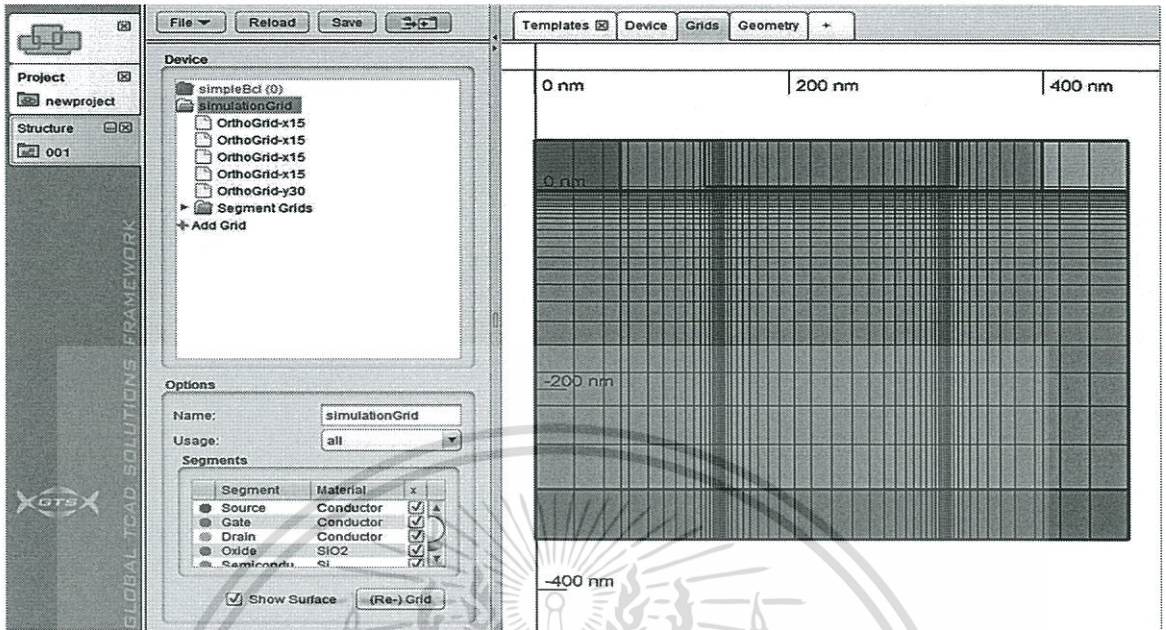 File Reload Save
Templates Device Grids Geometry +
Device
Project
newproject
Structure
001
simpleBcl (0)
simulationGrid
OrthoGrid-x15
OrthoGrid-x15
OrthoGrid-x15
OrthoGrid-x15
OrthoGrid-y30
Segment Grids
Add Grid
Options
Name: simulationGrid
Usage: all
Segments
Segment Material x
Source Conductor
Gate Conductor
Drain Conductor
Oxide SiO2
Semicondu Si
Show Surface (Re-) Grid
GTS
GLOBAL TCAD SOLUTIONS FRAMEWORK
0 nm 200 nm 400 nm
0 nm
-200 nm
-400 nm